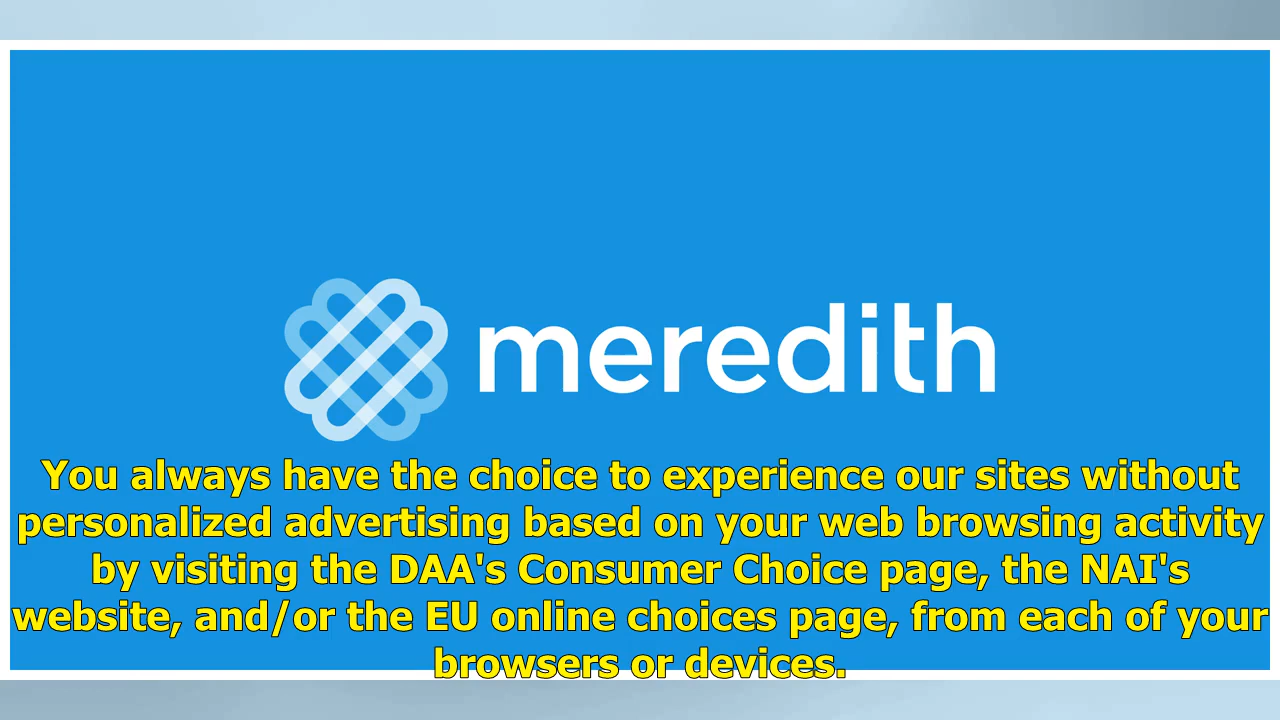 meredith
You always have the choice to experience our sites without
personalized advertising based on your web browsing activity
by visiting the DAA's Consumer Choice page, the NAI's
website, and/or the EU online choices page, from each of your
browsers or devices.